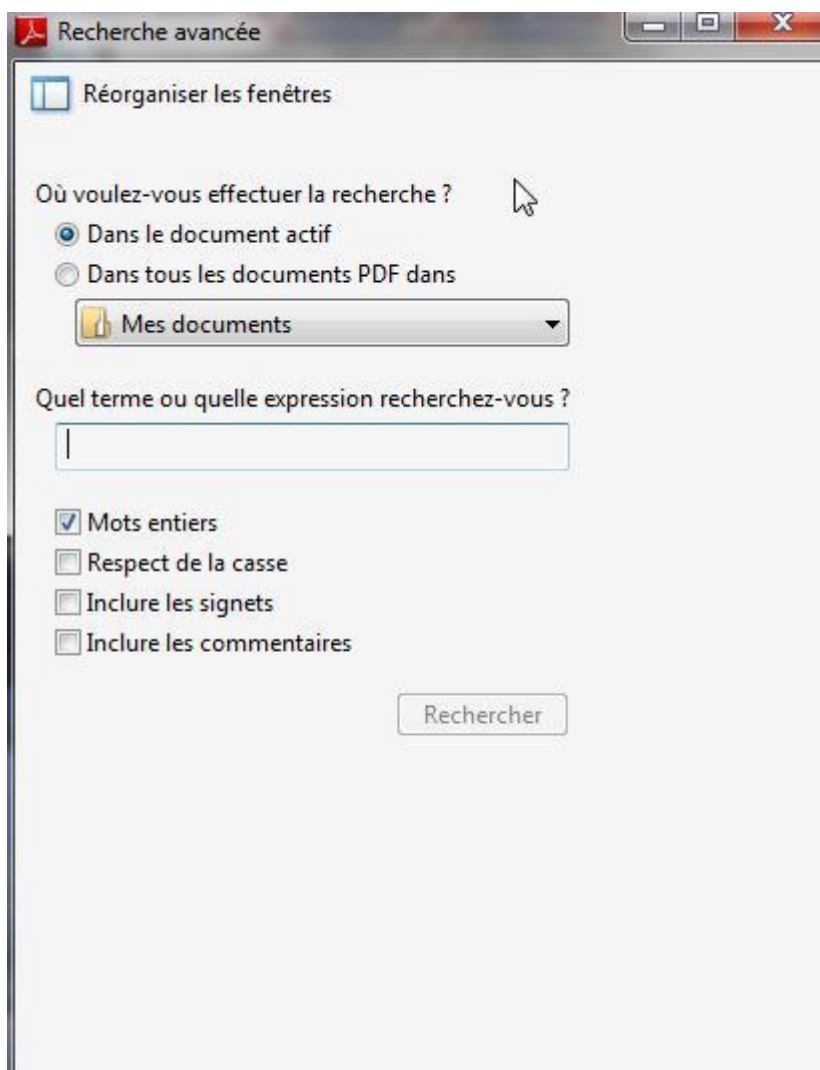 Recherche avancée
Réorganiser les fenêtres
Où voulez-vous effectuer la recherche ?
Dans le document actif
Dans tous les documents PDF dans
Mes documents
Quel terme ou quelle expression recherchez-vous ?
Mots entiers
Respect de la casse
Inclure les signets
Inclure les commentaires
Rechercher